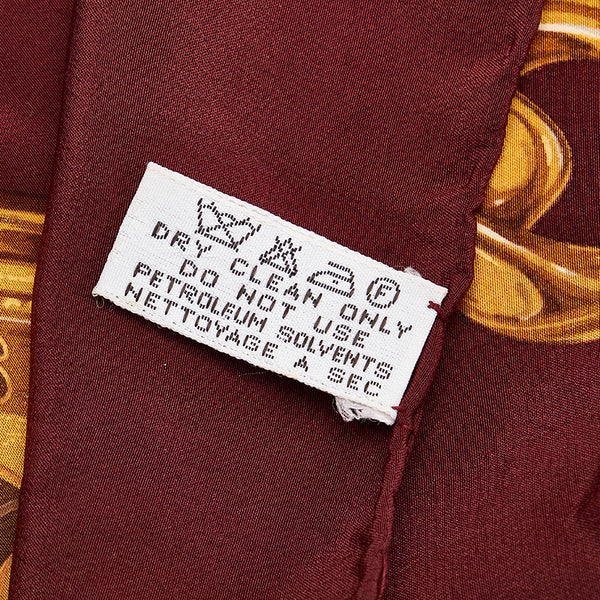 F
DRY CLEAN ONLY
DO NOT USE
PETROLEUM SOLVENTS
NETTOYAGE A SEC